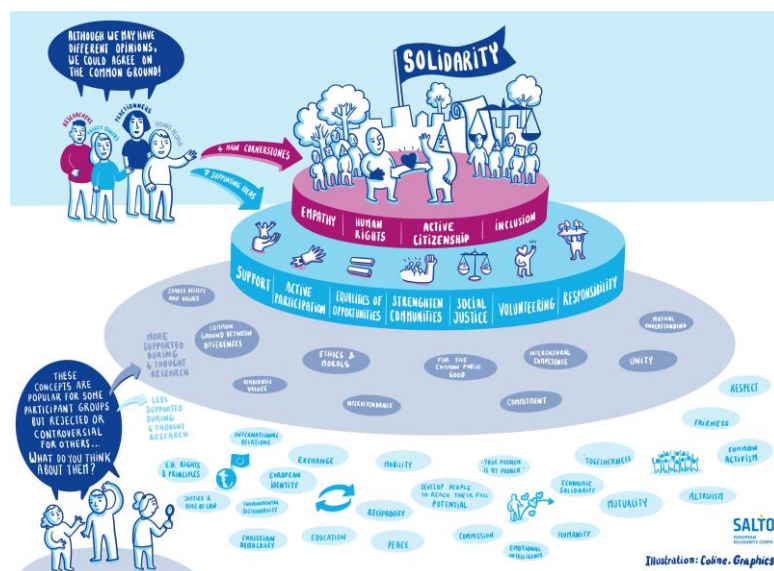 ALTHOUGH WE MAY HAVE
DIFFERENT OPINIONS,
WE COULD AGREE ON
THE COMMON GROUND!
RESEARCHERS
POLICY MAKERS
PRACTITIONNERS
YOUNG PEOPLE
4 MAIN CORNERSTONES
7 SUPPORTING IDEAS
SOLIDARITY
EMPATHY
HUMAN
RIGHTS
ACTIVE
CITIZENSHIP
INCLUSION
SUPPORT
ACTIVE
PARTICIPATION
EQUALITIES OF
OPPORTUNITIES
STRENGTHEN
COMMUNITIES
SOCIAL
JUSTICE
VOLUNTEERING
RESPONSIBILITY
SHARED BELIEFS
AND VALUES
COMMON
GROUND BETWEEN
DIFFERENCES
ETHICS &
MORALS
FOR THE
COMMON PUBLIC
GOOD
INTERCULTURAL
COMPETENCE
MUTUAL
UNDERSTANDING
UNITY
DEMOCRATIC
VALUES
INTERDEPENDANCE
COMMITMENT
MORE
SUPPORTED
DURING
4 THOUGHT
RESEARCH
LESS
SUPPORTED
DURING
4 THOUGHT
RESEARCH
THESE
CONCEPTS ARE
POPULAR FOR SOME
PARTICIPANT GROUPS
BUT REJECTED OR
CONTROVERSIAL
FOR OTHERS...
WHAT DO YOU THINK
ABOUT THEM?
RESPECT
FAIRNESS
COMMON
ACTIVISM
ALTRUISM
INTERNATIONAL
RELATIONS
E.U. RIGHTS
& PRINCIPLES
EUROPEAN
IDENTITY
EXCHANGE
MOBILITY
"YOUR PROBLEM
IS MY PROBLEM"
"TOGETHERNESS"
JUSTICE &
RULE OF LAW
ENVIRONMENTAL
SUSTAINABILITY
RECIPROCITY
DEVELOP PEOPLE
TO REACH THEIR FULL
POTENTIAL
ECONOMIC
SOLIDARITY
MUTUALITY
CHRISTIAN
DEMOCRACY
EDUCATION
PEACE
COMPASSION
EMOTIONAL
INTELLIGENCE
HUMANITY
SALTO
EUROPEAN
SOLIDARITY CORPS
Illustration: Coline.Graphics